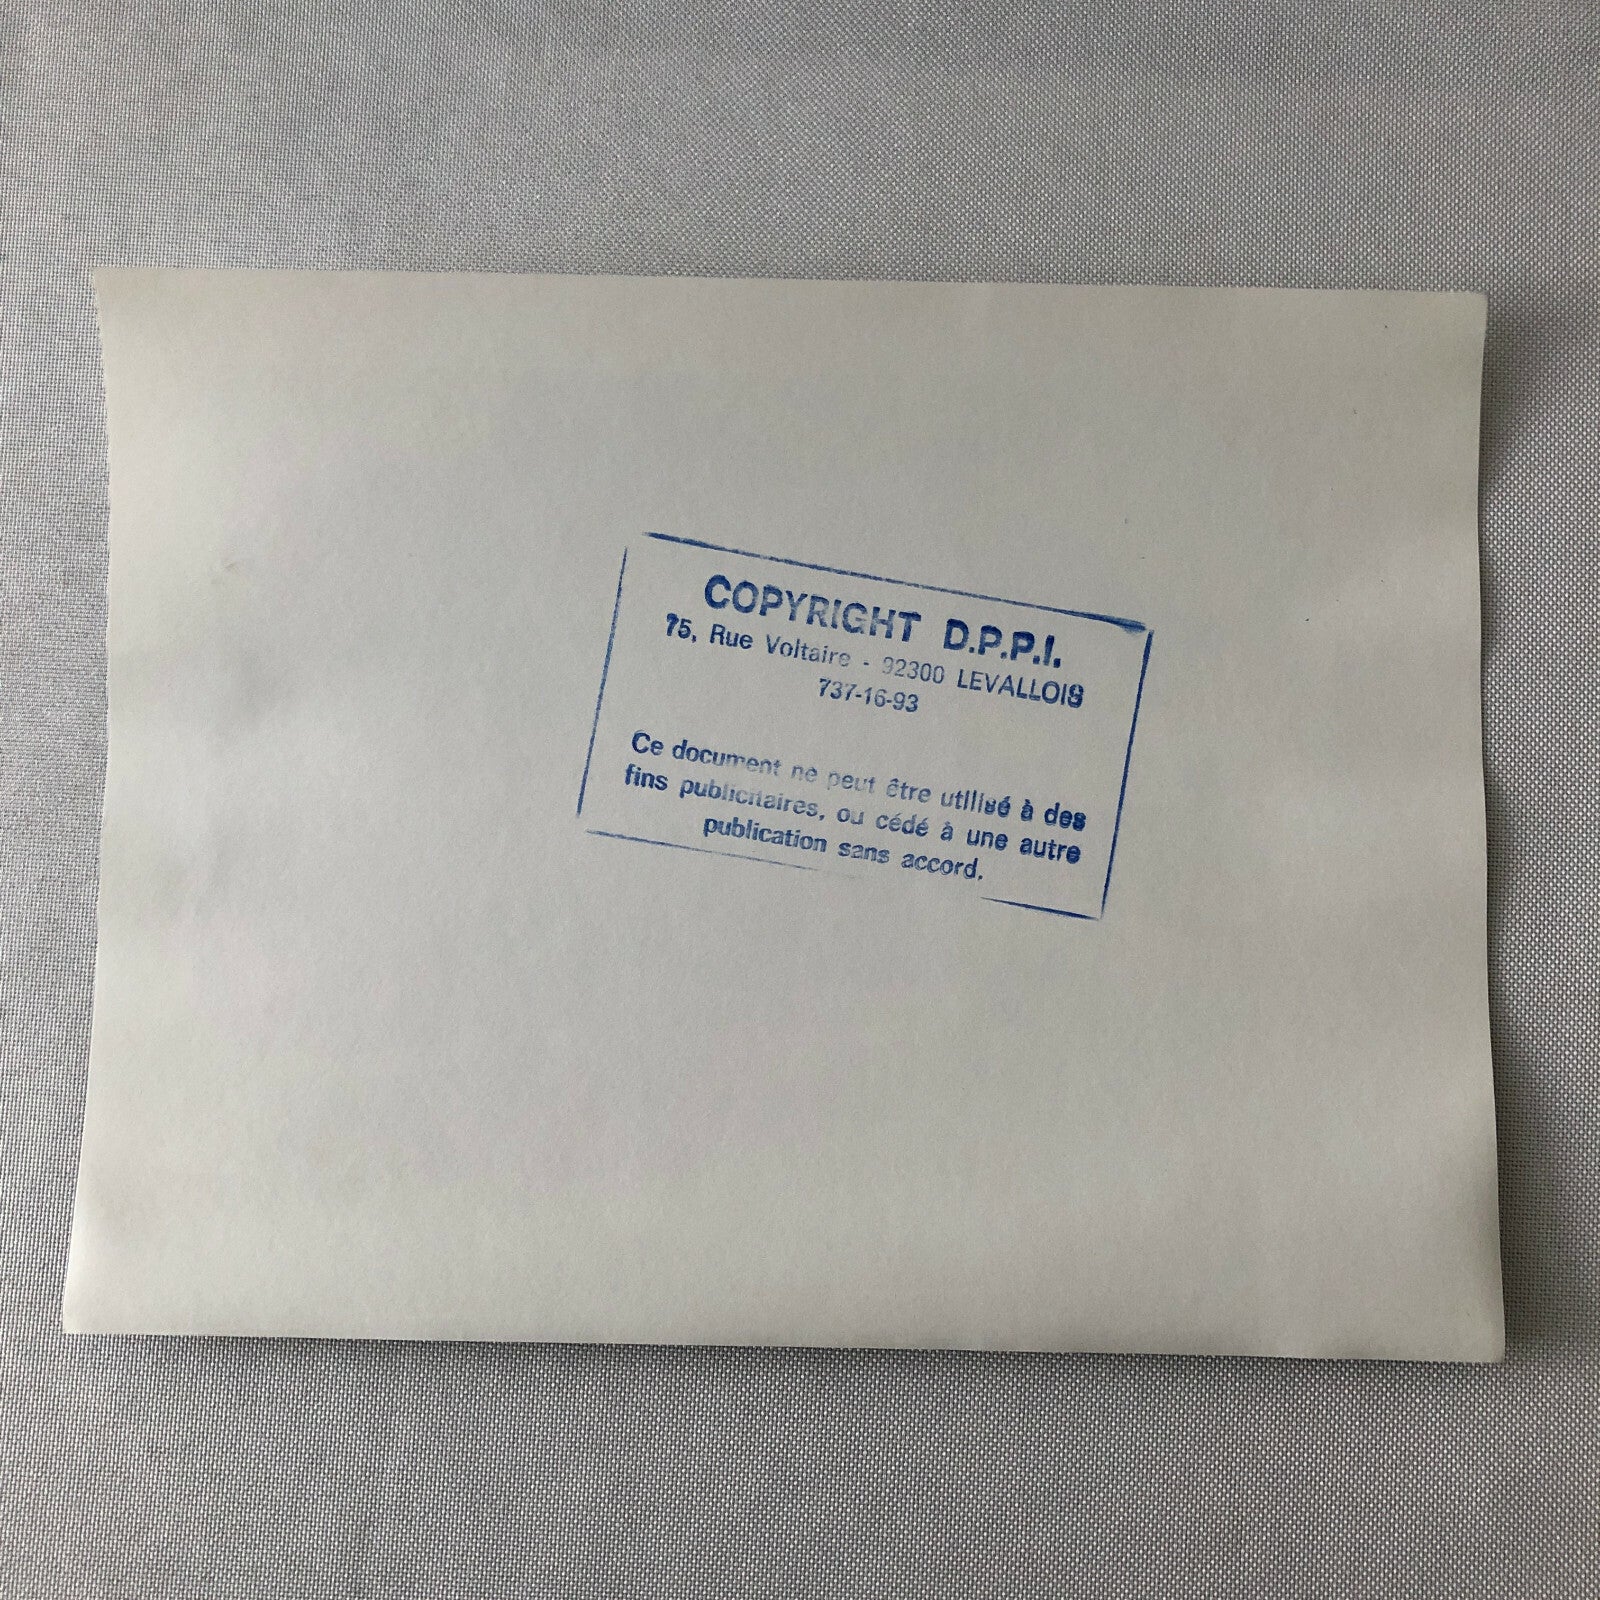 COPYRIGHT D.P.P.I.
75, Rue Voltaire - 92300 LEVALLOIS
737-16-93
Ce document ne peut être utilisé à des
fins publicitaires, ou cédé à une autre
publication sans accord.